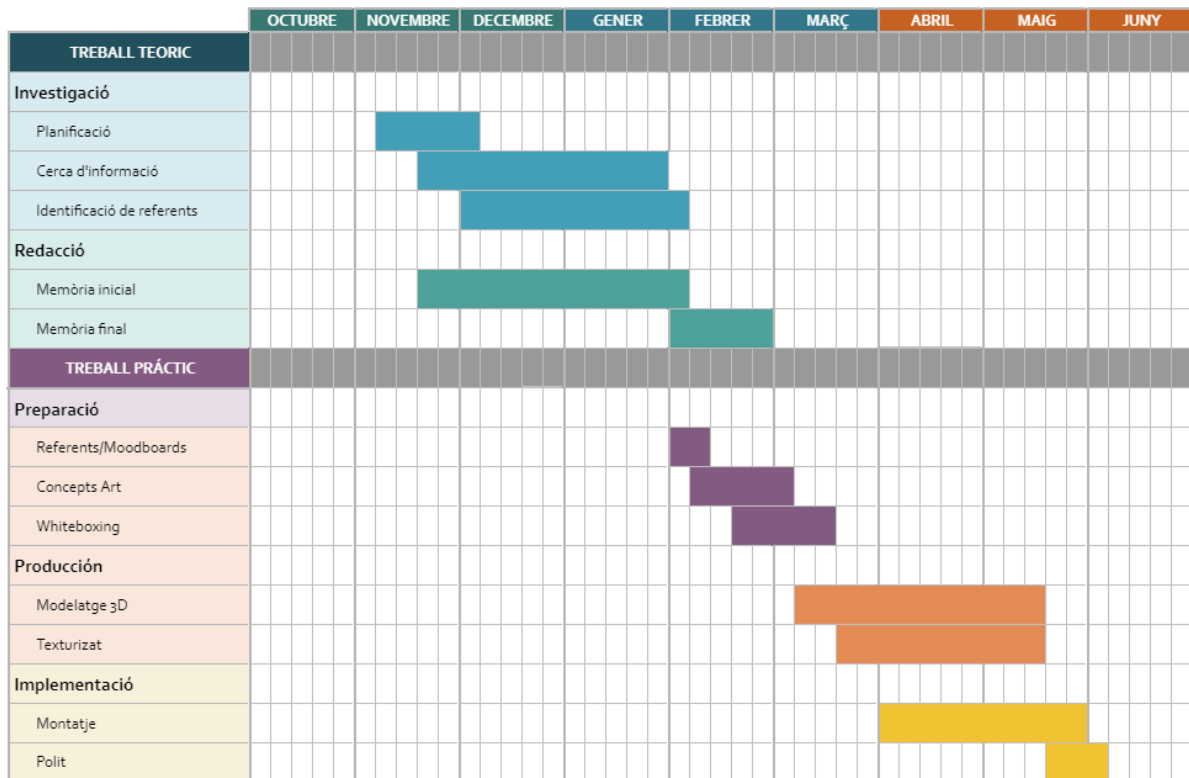 OCTUBRE NOVEMBRE DECEMBRE GENER FEBRER MARÇ ABRIL MAIG JUNY
TREBALL TEORIC
Investigació
Planificació
Cerca d'informació
Identificació de referents
Redacció
Memòria inicial
Memòria final
TREBALL PRÁCTIC
Preparació
Referents/Moodboards
Concepts Art
Whiteboxing
Producción
Modelatge 3D
Texturizat
Implementació
Montatje
Polit